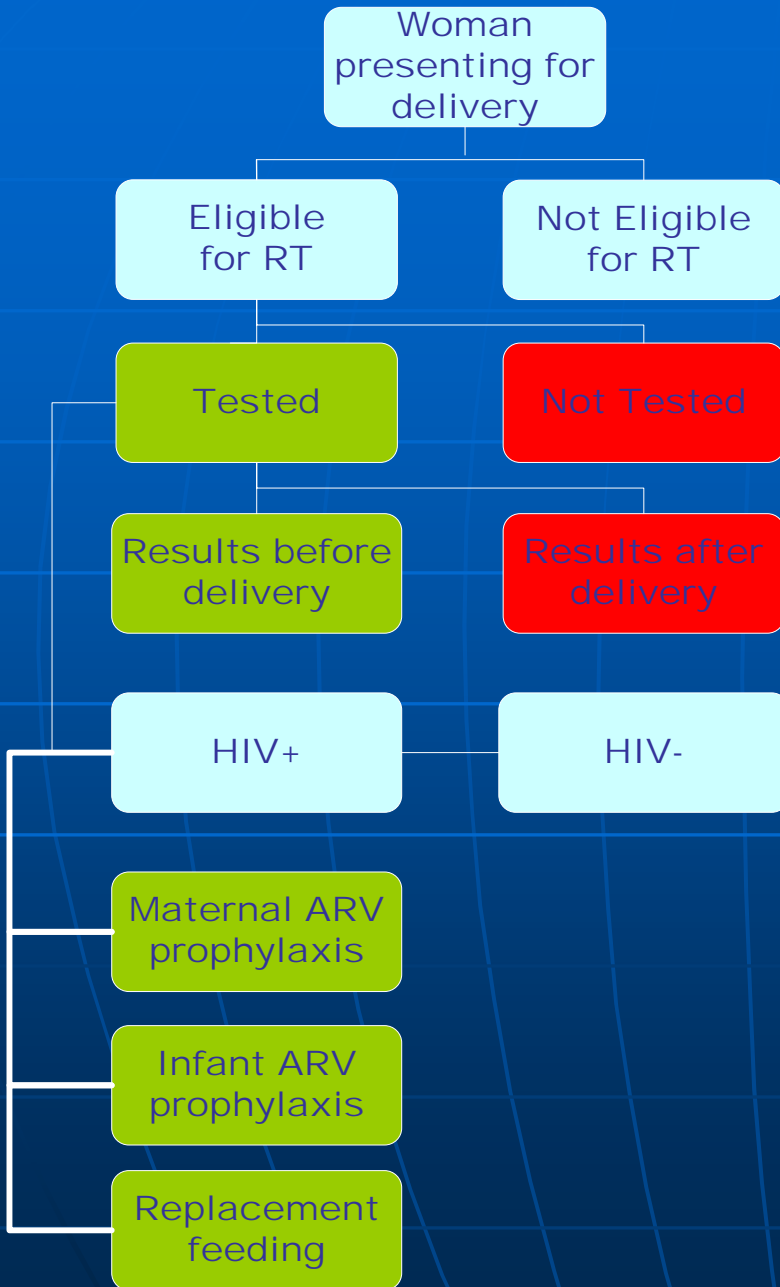 Woman
presenting for
delivery
Eligible
for RT
Not Eligible
for RT
Tested
Not Tested
Results before
delivery
Results after
delivery
HIV+
HIV-
Maternal ARV
prophylaxis
Infant ARV
prophylaxis
Replacement
feeding